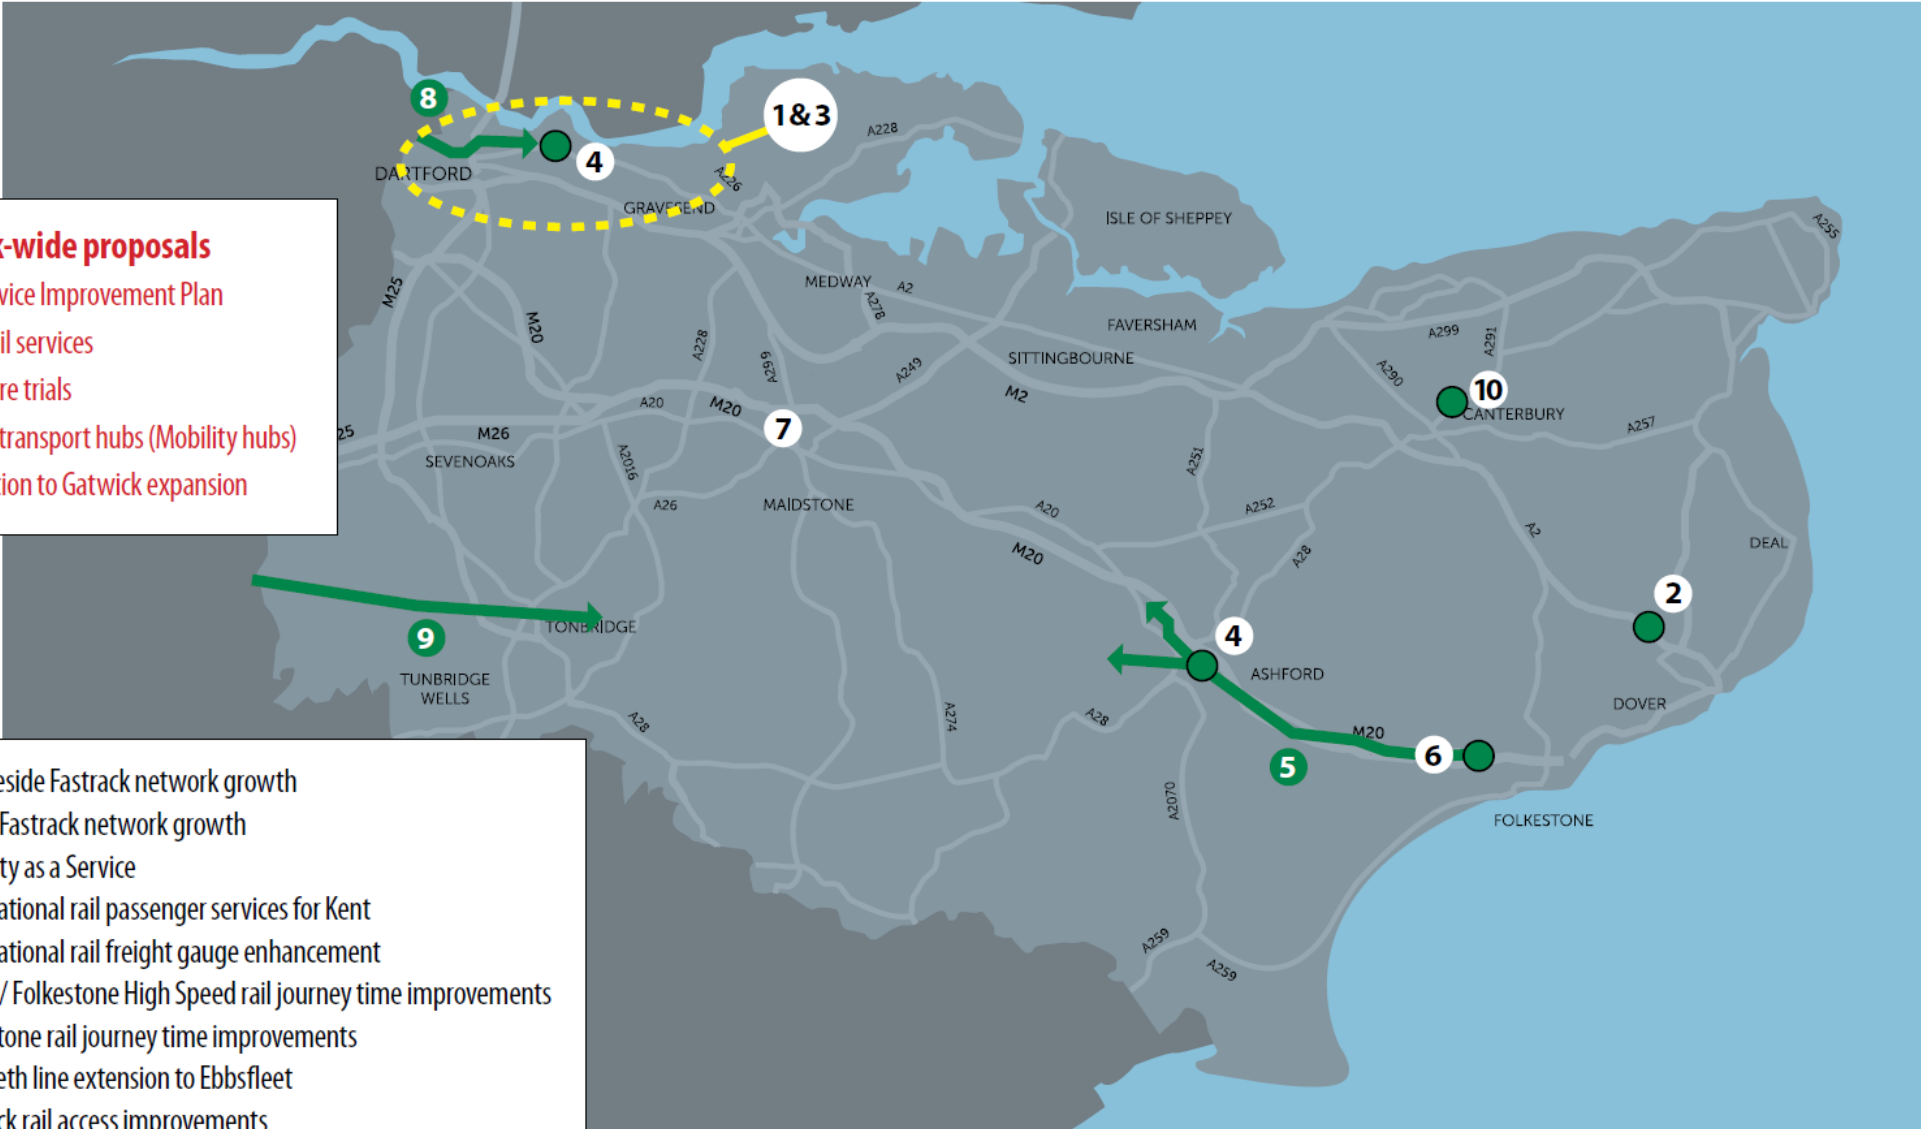 8
1 & 3
A228
4
DARTFORD
A226
GRAVESEND
ISLE OF SHEPPEY
A255
k-wide proposals
vice Improvement Plan
il services
re trials
transport hubs (Mobility hubs)
tion to Gatwick expansion
M25
MEDWAY
A2
A278
M20
FAVERSHAM
A228
A299
A291
SITTINGBOURNE
A249
A299
A290
M2
10
CANTERBURY
A20
M20
7
25
M26
A257
SEVENOAKS
A2016
A251
A26
MAIDSTONE
A20
A252
A2
M20
A28
DEAL
2
9
TONBRIDGE
4
TUNBRIDGE
WELLS
ASHFORD
DOVER
A28
A274
A28
M20
6
5
A2070
FOLKESTONE
A259
A259
eside Fastrack network growth
Fastrack network growth
ty as a Service
ational rail passenger services for Kent
ational rail freight gauge enhancement
/ Folkestone High Speed rail journey time improvements
tone rail journey time improvements
eth line extension to Ebbsfleet
ck rail access improvements